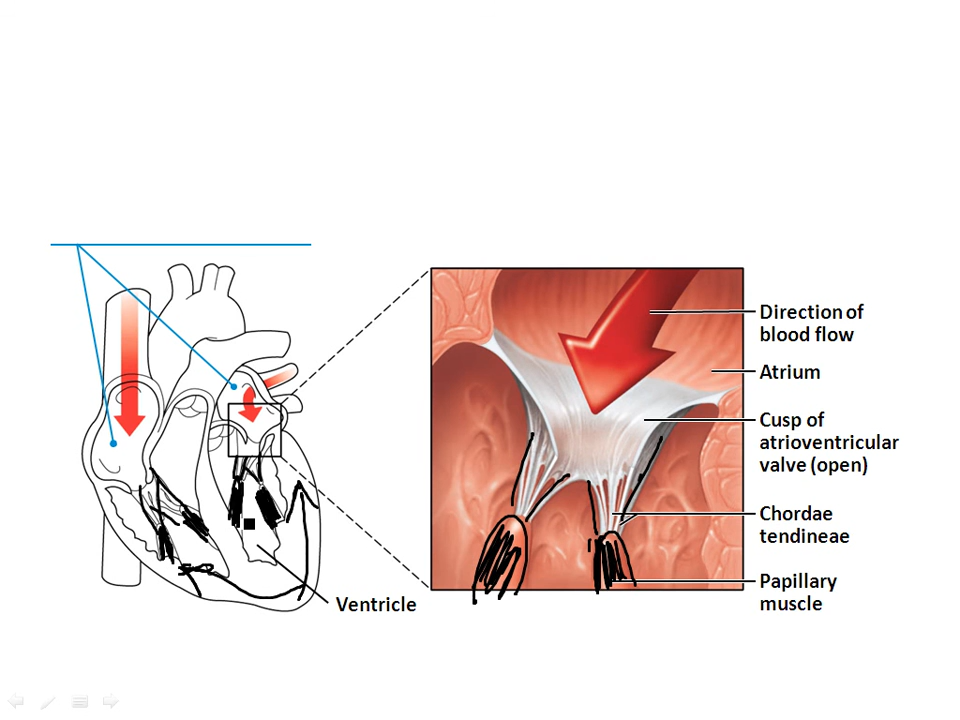 Direction of
blood flow
Atrium
Cusp of
atrioventricular
valve (open)
Chordae
tendineae
Papillary
muscle
Ventricle